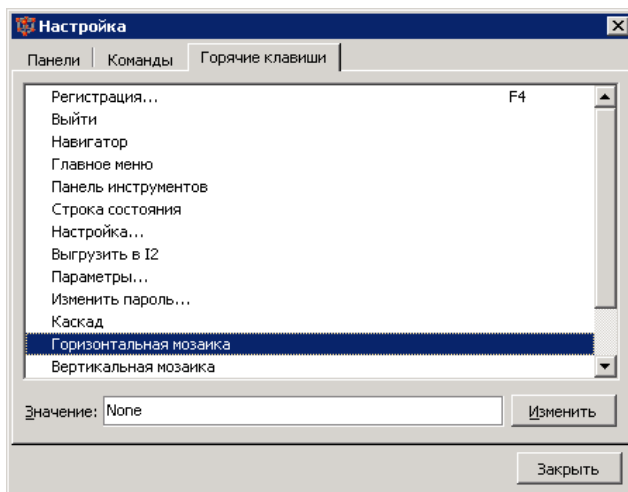 Настройка
Панели Команды Горячие клавиши
Регистрация... F4
Выйти
Навигатор
Главное меню
Панель инструментов
Строка состояния
Настройка...
Выгрузить в I2
Параметры...
Изменить пароль...
Каскад
Горизонтальная мозаика
Вертикальная мозаика
Значение: None Изменить
Закрыть